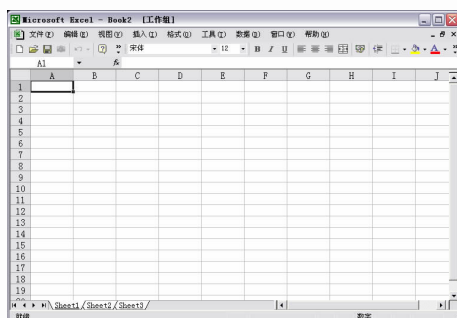 Microsoft Excel - Book2 [工作组]
文件(F) 编辑(E) 视图(V) 插入(I) 格式(O) 工具(T) 数据(D) 窗口(W) 帮助(H)
宋体 12 B I U A
A1 fx
A B C D E F G H I J
1
2
3
4
5
6
7
8
9
10
11
12
13
14
15
16
17
18
19
Sheet1 Sheet2 Sheet3
就绪 数字